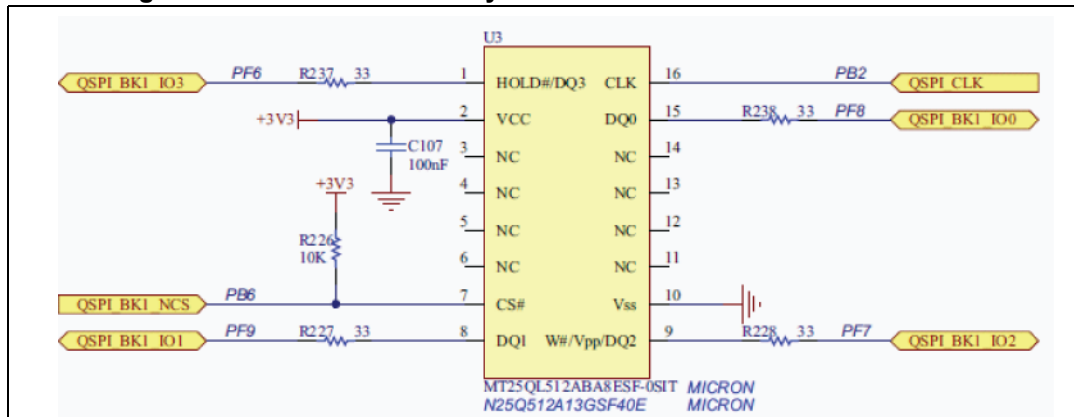 U3
QSPI_BK1_IO3 PF6 R237 33 1 HOLD#/DQ3 CLK 16 PB2 QSPI_CLK
+3V3 2 VCC DQ0 15 R238 33 PF8 QSPI_BK1_IO0
C107
100nF
3 NC NC 14
+3V3
4 NC NC 13
R226
10K
5 NC NC 12
6 NC NC 11
QSPI_BK1_NCS PB6 7 CS# Vss 10
QSPI_BK1_IO1 PF9 R227 33 8 DQ1 W#/Vpp/DQ2 9 R228 33 PF7 QSPI_BK1_IO2
MT25QL512ABA8ESF-0SIT MICRON
N25Q512A13GSF40E MICRON